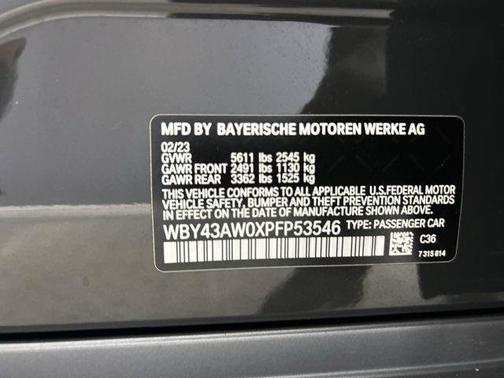 MFD BY BAYERISCHE MOTOREN WERKE AG
02/23
GVWR 5611 lbs 2545 kg
GAWR FRONT 2491 lbs 1130 kg
GAWR REAR 3362 lbs 1525 kg
THIS VEHICLE CONFORMS TO ALL APPLICABLE U.S.FEDERAL MOTOR
VEHICLE SAFETY, BUMPER, AND THEFT PREVENTION STANDARDS
IN EFFECT ON THE DATE OF MANUFACTURE SHOWN ABOVE.
WBY43AW0XPFP53546 TYPE: PASSENGER CAR
C36
7 315 814